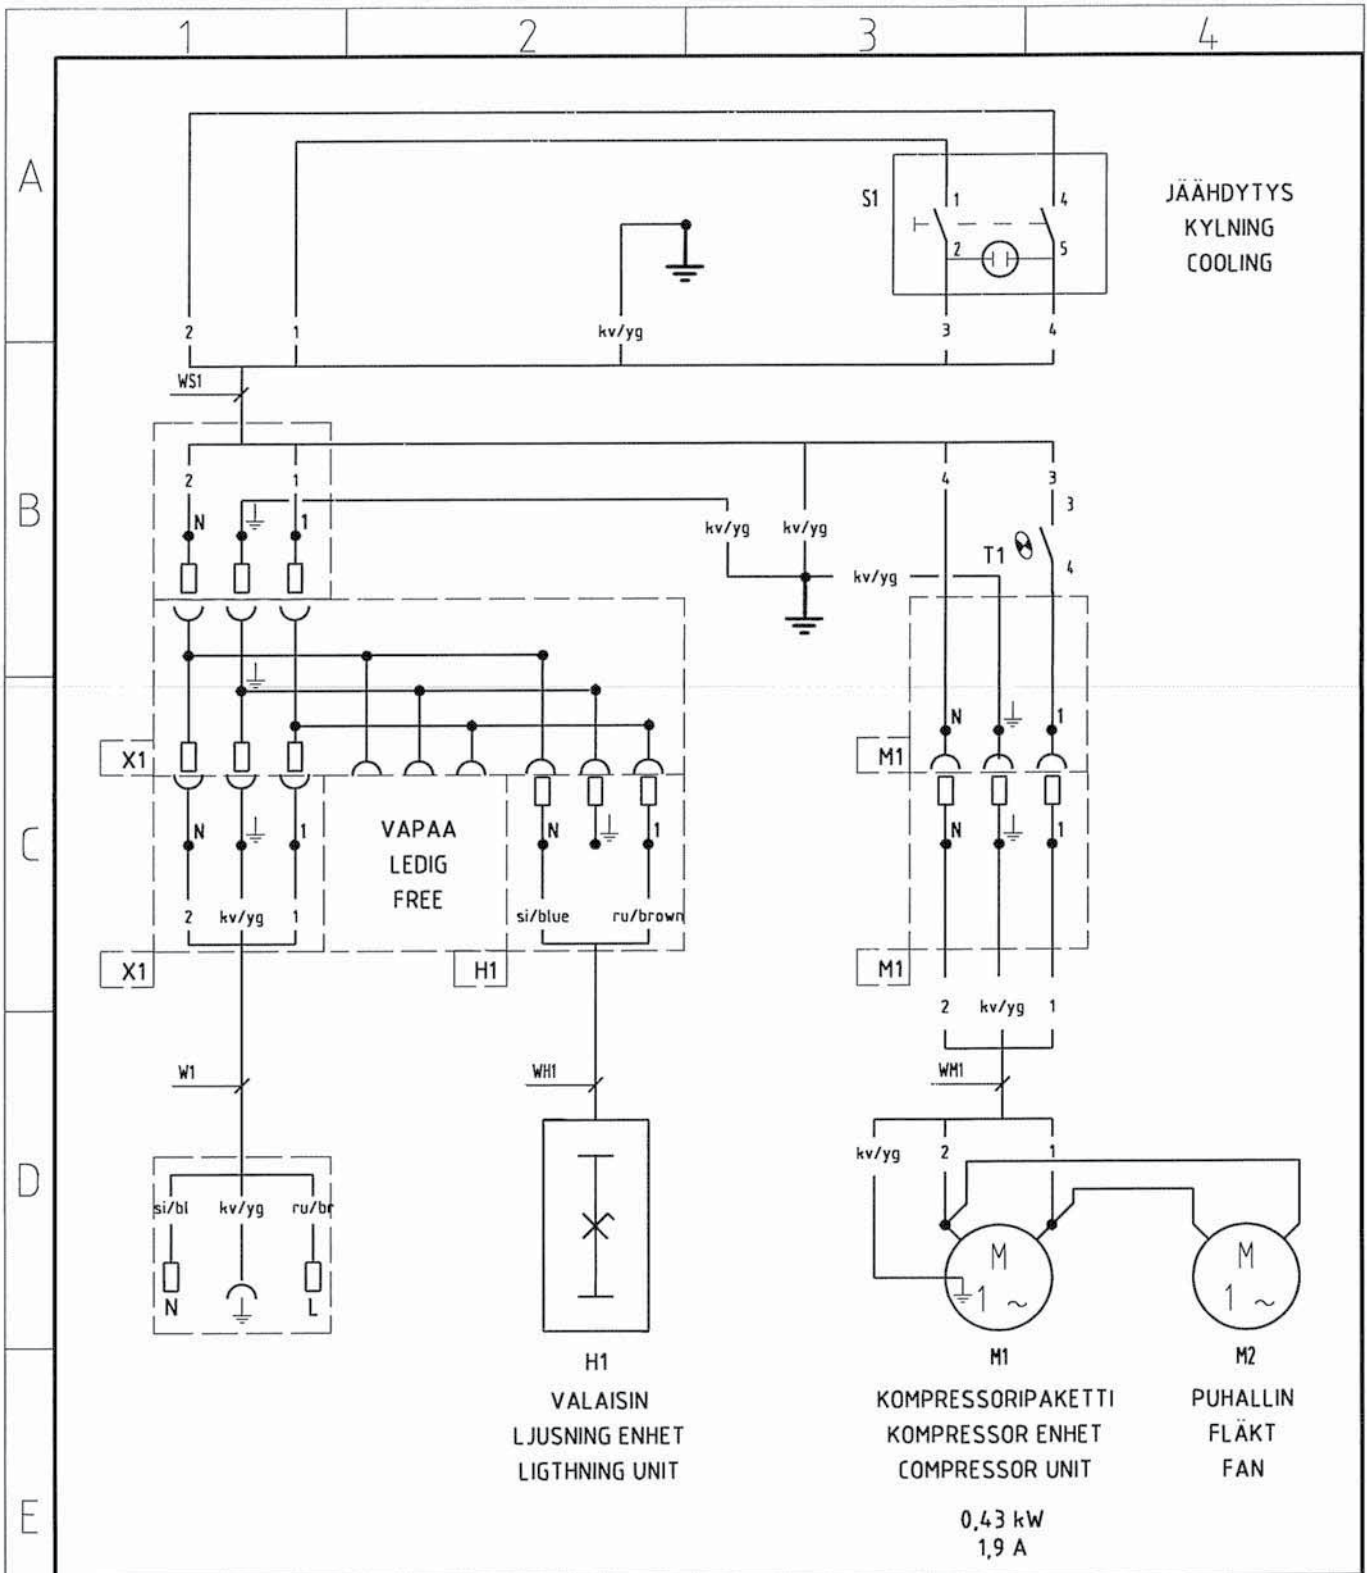 1 2 3 4
A
S1
1
4
2
5
JÄÄHDYTYS
KYLNING
COOLING
2
1
kv/yg
3
4
WS1
B
2
1
4
3
N
1
kv/yg
kv/yg
3
T1
4
kv/yg
X1
N
1
M1
C
N
1
VAPAA
LEDIG
FREE
N
1
N
1
2
kv/yg
1
si/blue
ru/brown
X1
H1
M1
2
kv/yg
1
W1
WH1
WM1
D
kv/yg
2
1
si/bl
kv/yg
ru/br
N
L
M
1 ~
M
1 ~
H1
VALAISIN
LJUSNING ENHET
LIGTHNING UNIT
M1
KOMPRESSORIPAKETTI
KOMPRESSOR ENHET
COMPRESSOR UNIT
0,43 kW
1,9 A
M2
PUHALLIN
FLÄKT
FAN
E